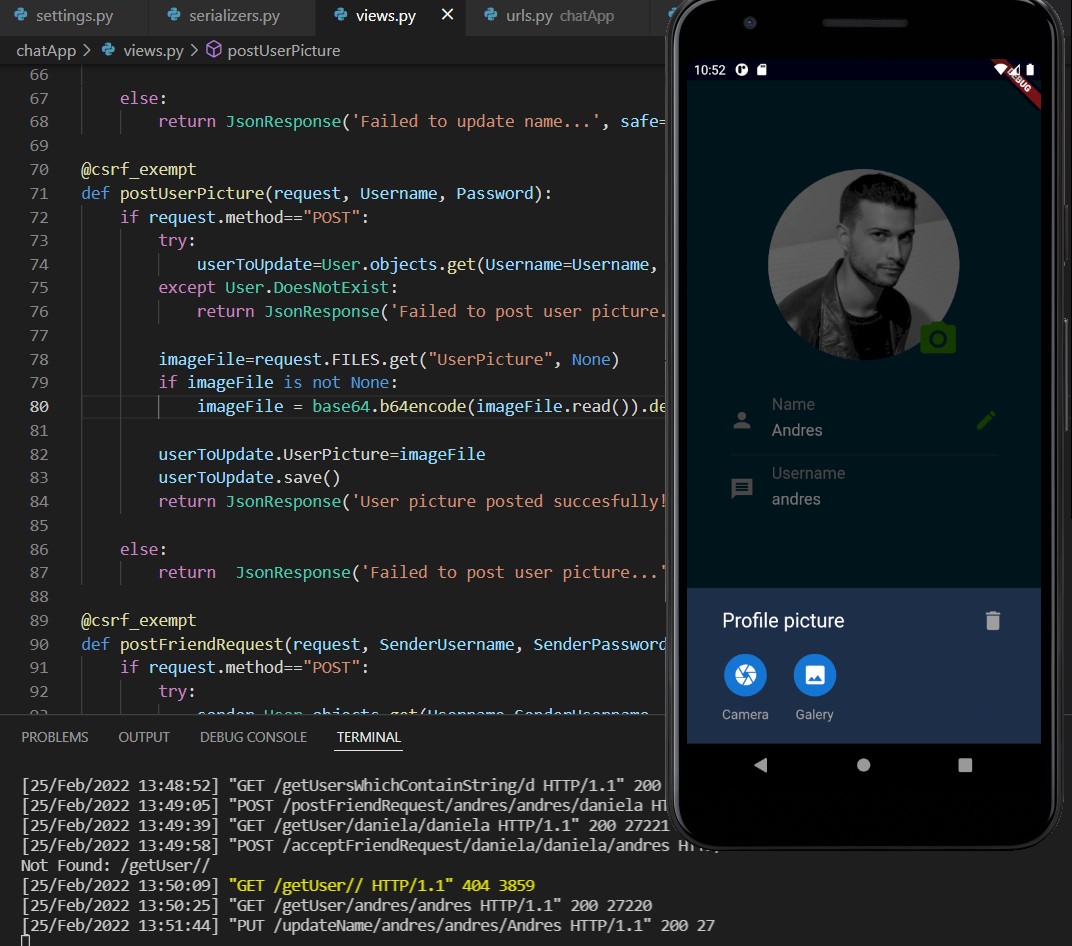 settings.py
serializers.py
views.py
urls.py chatApp
chatApp > views.py > postUserPicture
66
67 else:
68 return JsonResponse('Failed to update name...', safe=
69
70 @csrf_exempt
71 def postUserPicture(request, Username, Password):
72 if request.method=="POST":
73 try:
74 userToUpdate=User.objects.get(Username=Username,
75 except User.DoesNotExist:
76 return JsonResponse('Failed to post user picture.
77
78 imageFile=request.FILES.get("UserPicture", None)
79 if imageFile is not None:
80 imageFile = base64.b64encode(imageFile.read()).de
81
82 userToUpdate.UserPicture=imageFile
83 userToUpdate.save()
84 return JsonResponse('User picture posted succesfully!
85
86 else:
87 return JsonResponse('Failed to post user picture...'
88
89 @csrf_exempt
90 def postFriendRequest(request, SenderUsername, SenderPassword
91 if request.method=="POST":
92 try:
PROBLEMS
OUTPUT
DEBUG CONSOLE
TERMINAL
[25/Feb/2022 13:48:52] "GET /getUsersWhichContainString/d HTTP/1.1" 200
[25/Feb/2022 13:49:05] "POST /postFriendRequest/andres/andres/daniela HT
[25/Feb/2022 13:49:39] "GET /getUser/daniela/daniela HTTP/1.1" 200 27221
[25/Feb/2022 13:49:58] "POST /acceptFriendRequest/daniela/daniela/andres
Not Found: /getUser//
[25/Feb/2022 13:50:09] "GET /getUser// HTTP/1.1" 404 3859
[25/Feb/2022 13:50:25] "GET /getUser/andres/andres HTTP/1.1" 200 27220
[25/Feb/2022 13:51:44] "PUT /updateName/andres/andres/Andres HTTP/1.1" 200 27
10:52
DEBUG
Name
Andres
Username
andres
Profile picture
Camera
Galery